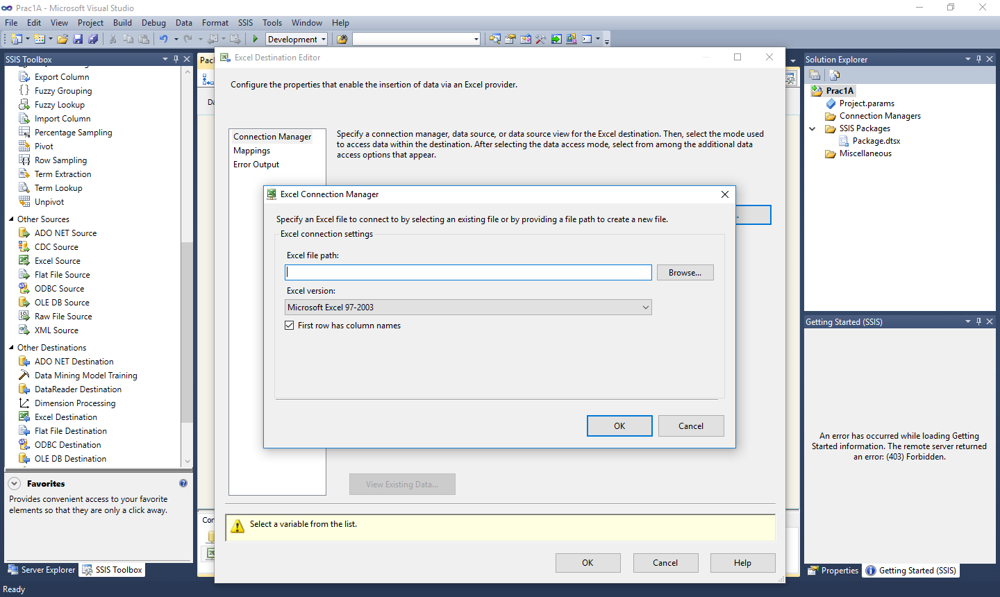 Prac1A - Microsoft Visual Studio
File Edit View Project Build Debug Data Format SSIS Tools Window Help
Development
SSIS Toolbox
Export Column
Fuzzy Grouping
Fuzzy Lookup
Import Column
Percentage Sampling
Pivot
Row Sampling
Term Extraction
Term Lookup
Unpivot
Other Sources
ADO NET Source
CDC Source
Excel Source
Flat File Source
ODBC Source
OLE DB Source
Raw File Source
XML Source
Other Destinations
ADO NET Destination
Data Mining Model Training
DataReader Destination
Dimension Processing
Excel Destination
Flat File Destination
ODBC Destination
OLE DB Destination
Favorites
Provides convenient access to your favorite
elements so that they are only a click away.
Server Explorer SSIS Toolbox
Ready
Excel Destination Editor
Configure the properties that enable the insertion of data via an Excel provider.
Connection Manager
Mappings
Error Output
Specify a connection manager, data source, or data source view for the Excel destination. Then, select the mode used
to access data within the destination. After selecting the data access mode, select from among the additional data
access options that appear.
Excel Connection Manager
Specify an Excel file to connect to by selecting an existing file or by providing a file path to create a new file.
Excel connection settings
Excel file path:
Browse...
Excel version:
Microsoft Excel 97-2003
First row has column names
OK Cancel
View Existing Data...
Select a variable from the list.
OK Cancel Help
Solution Explorer
Prac1A
Project.params
Connection Managers
SSIS Packages
Package.dtsx
Miscellaneous
Getting Started (SSIS)
An error has occurred while loading Getting
Started information. The remote server returned
an error: (403) Forbidden.
Properties Getting Started (SSIS)